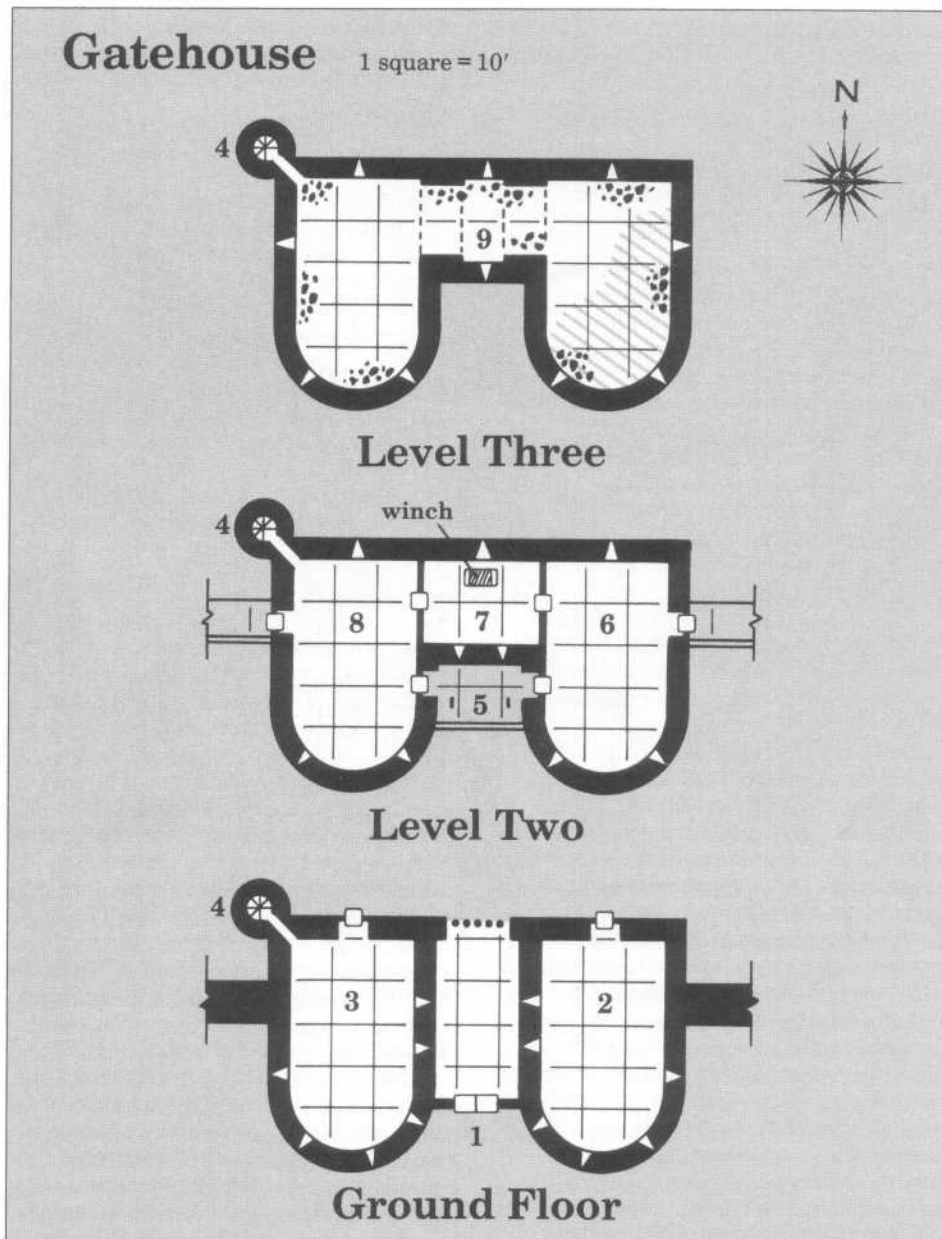 Gatehouse 1 square = 10'
N
4
9
Level Three
winch
4
8 7 6
5
Level Two
4
3 2
1
Ground Floor